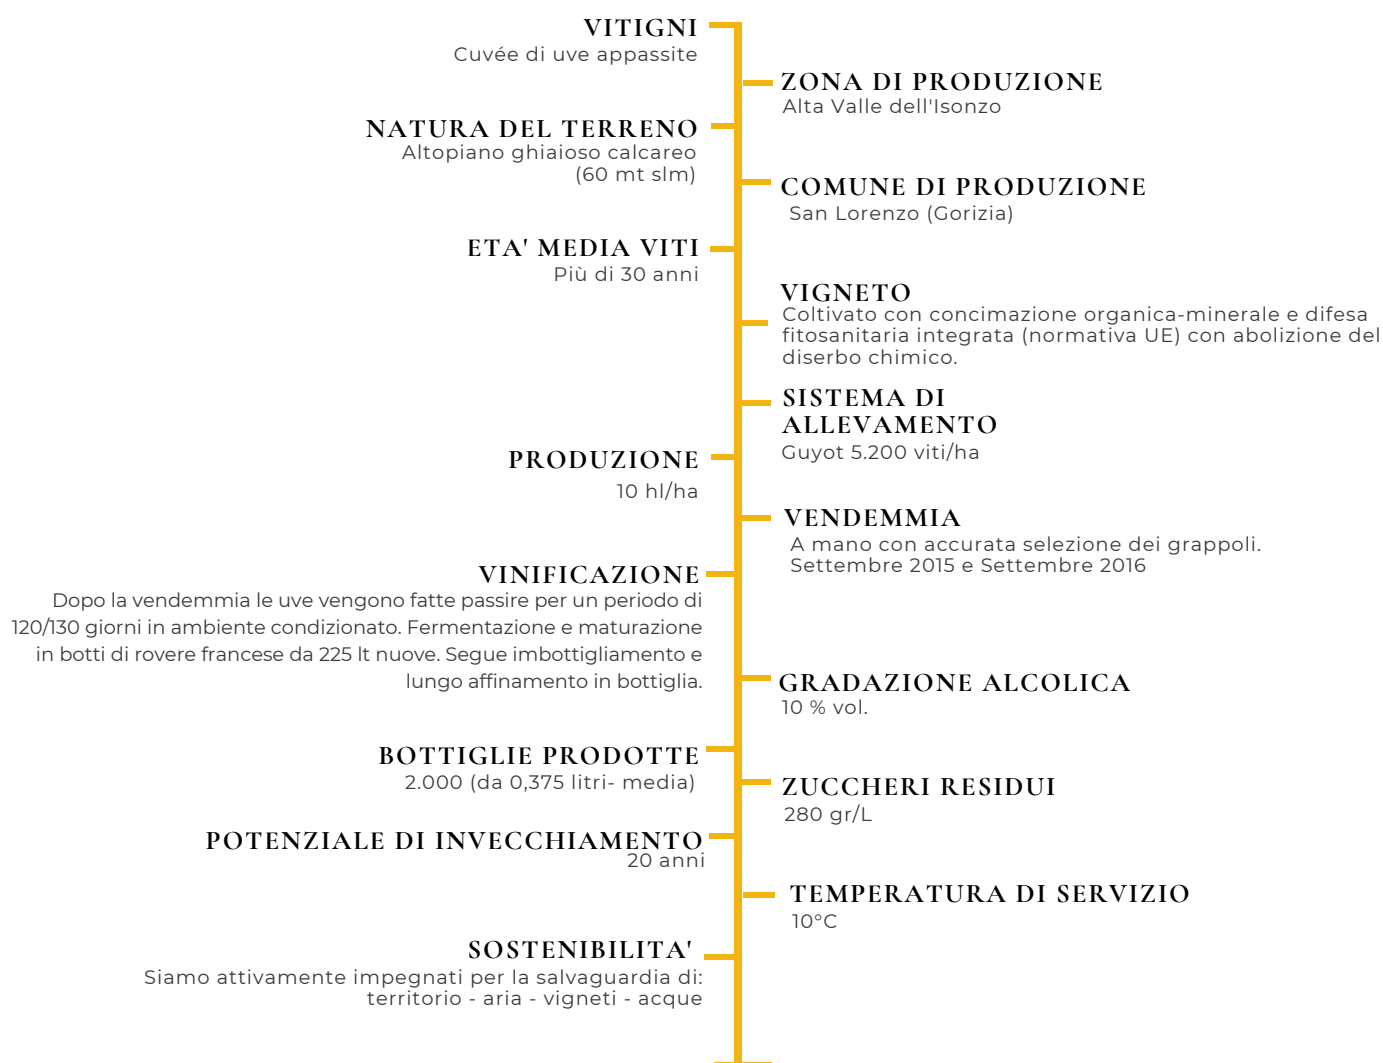 VITIGNI
Cuvée di uve appassite
ZONA DI PRODUZIONE
Alta Valle dell'Isonzo
NATURA DEL TERRENO
Altopiano ghiaioso calcareo
(60 mt slm)
COMUNE DI PRODUZIONE
San Lorenzo (Gorizia)
ETA' MEDIA VITI
Più di 30 anni
VIGNETO
Coltivato con concimazione organica-minerale e difesa
fitosanitaria integrata (normativa UE) con abolizione del
diserbo chimico.
SISTEMA DI
ALLEVAMENTO
Guyot 5.200 viti/ha
PRODUZIONE
10 hl/ha
VENDEMMIA
A mano con accurata selezione dei grappoli.
Settembre 2015 e Settembre 2016
VINIFICAZIONE
Dopo la vendemmia le uve vengono fatte passire per un periodo di
120/130 giorni in ambiente condizionato. Fermentazione e maturazione
in botti di rovere francese da 225 lt nuove. Segue imbottigliamento e
lungo affinamento in bottiglia.
GRADAZIONE ALCOLICA
10 % vol.
BOTTIGLIE PRODOTTE
2.000 (da 0,375 litri- media)
ZUCCHERI RESIDUI
280 gr/L
POTENZIALE DI INVECCHIAMENTO
20 anni
TEMPERATURA DI SERVIZIO
10°C
SOSTENIBILITA'
Siamo attivamente impegnati per la salvaguardia di:
territorio - aria - vigneti - acque